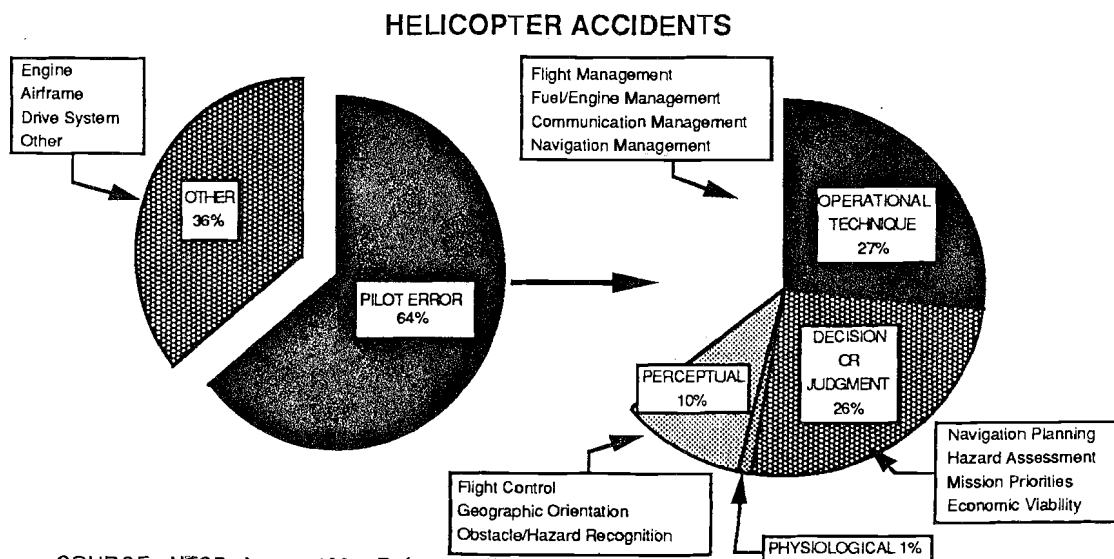 HELICOPTER ACCIDENTS
Engine
Airframe
Drive System
Other
OTHER
36%
PILOT ERROR
64%
Flight Management
Fuel/Engine Management
Communication Management
Navigation Management
OPERATIONAL
TECHNIQUE
27%
DECISION
OR
JUDGMENT
26%
PERCEPTUAL
10%
Navigation Planning
Hazard Assessment
Mission Priorities
Economic Viability
Flight Control
Geographic Orientation
Obstacle/Hazard Recognition
PHYSIOLOGICAL 1%